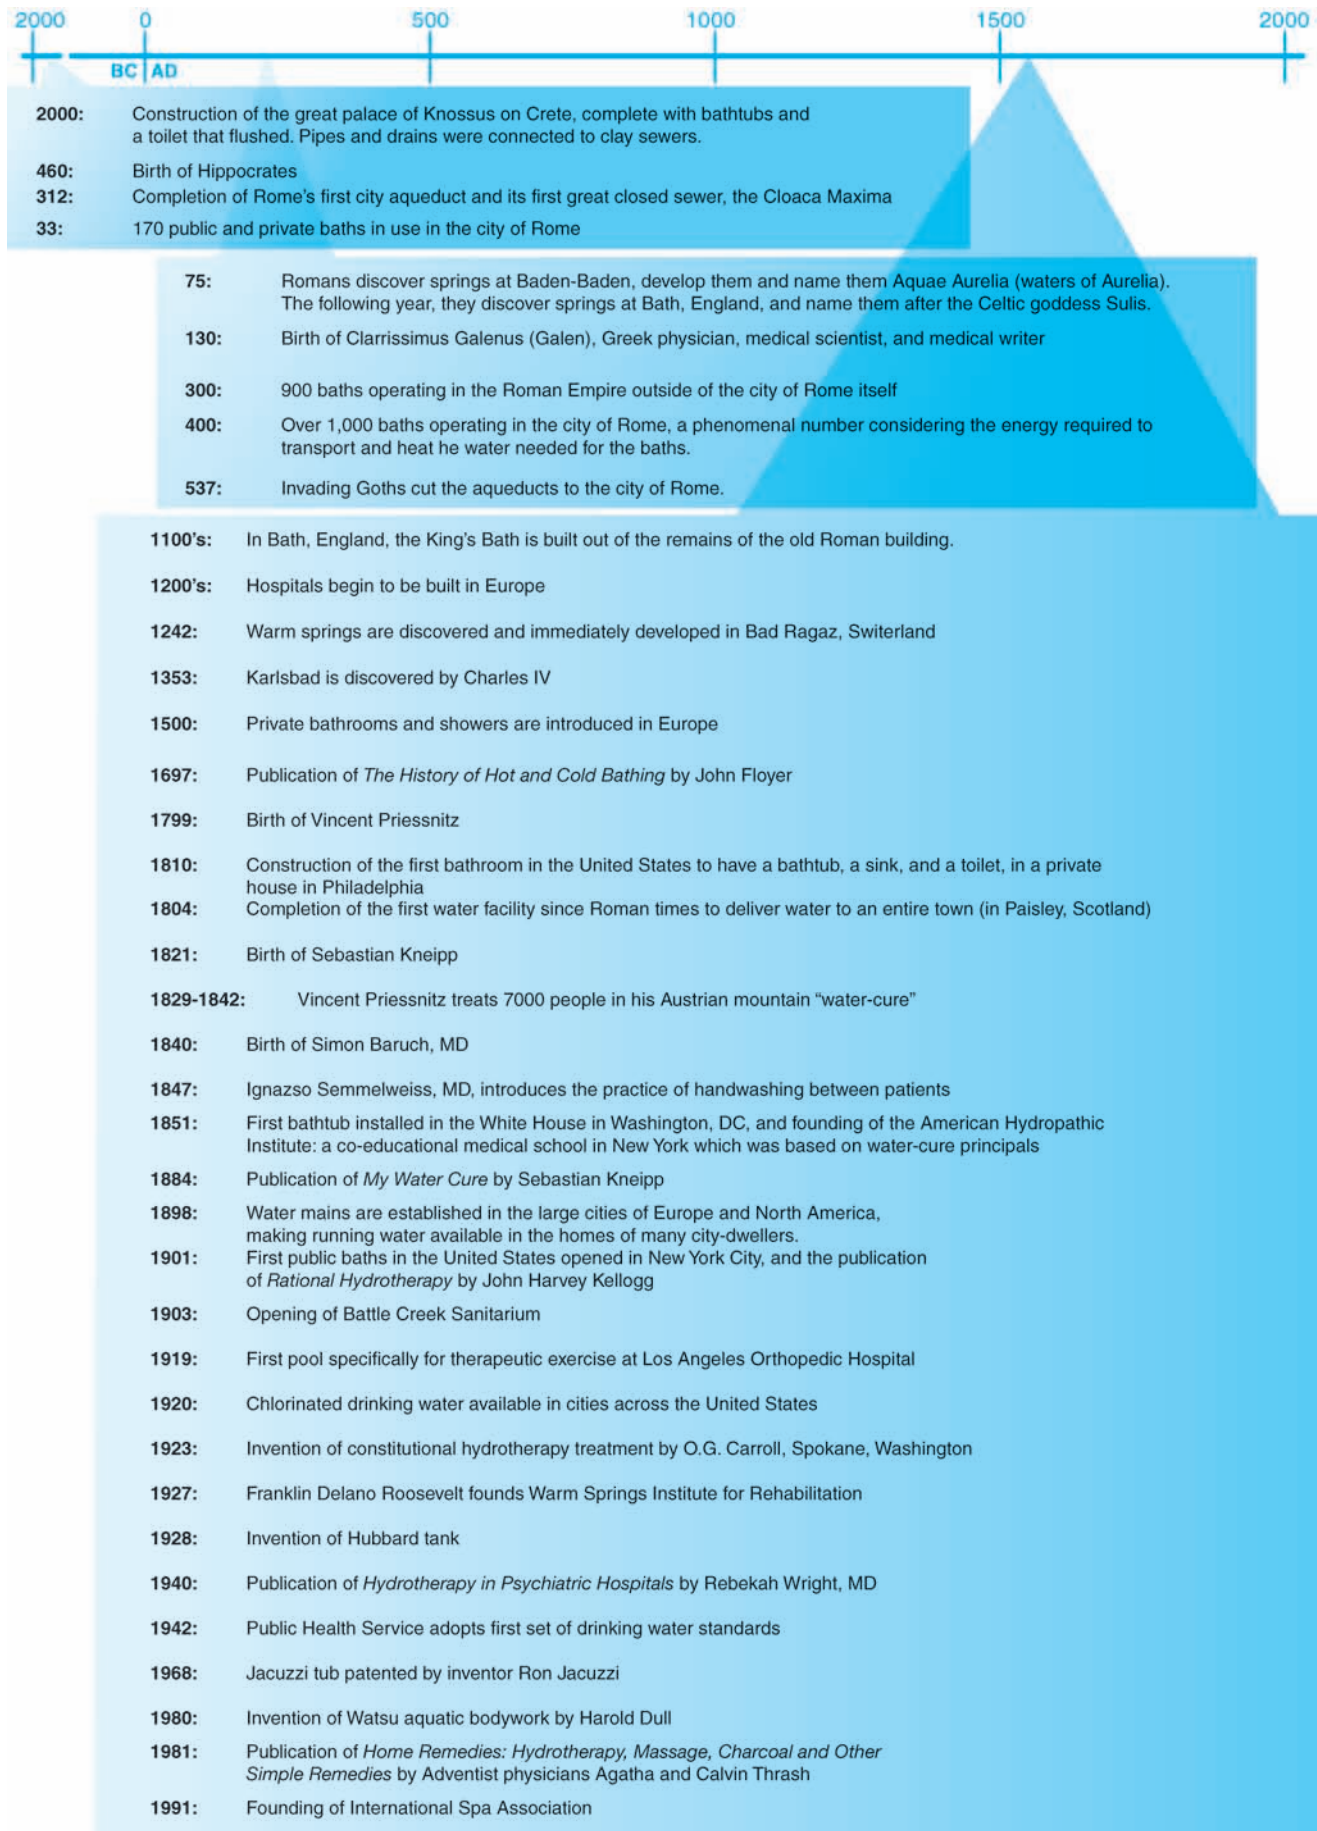 2000 0 500 1000 1500 2000
BC AD
2000: Construction of the great palace of Knossus on Crete, complete with bathtubs and
a toilet that flushed. Pipes and drains were connected to clay sewers.
460: Birth of Hippocrates
312: Completion of Rome's first city aqueduct and its first great closed sewer, the Cloaca Maxima
33: 170 public and private baths in use in the city of Rome
75: Romans discover springs at Baden-Baden, develop them and name them Aquae Aurelia (waters of Aurelia).
The following year, they discover springs at Bath, England, and name them after the Celtic goddess Sulis.
130: Birth of Clarrissimus Galenus (Galen), Greek physician, medical scientist, and medical writer
300: 900 baths operating in the Roman Empire outside of the city of Rome itself
400: Over 1,000 baths operating in the city of Rome, a phenomenal number considering the energy required to
transport and heat he water needed for the baths.
537: Invading Goths cut the aqueducts to the city of Rome.
1100's: In Bath, England, the King's Bath is built out of the remains of the old Roman building.
1200's: Hospitals begin to be built in Europe
1242: Warm springs are discovered and immediately developed in Bad Ragaz, Switerland
1353: Karlsbad is discovered by Charles IV
1500: Private bathrooms and showers are introduced in Europe
1697: Publication of The History of Hot and Cold Bathing by John Floyer
1799: Birth of Vincent Priessnitz
1810: Construction of the first bathroom in the United States to have a bathtub, a sink, and a toilet, in a private
house in Philadelphia
1804: Completion of the first water facility since Roman times to deliver water to an entire town (in Paisley, Scotland)
1821: Birth of Sebastian Kneipp
1829-1842: Vincent Priessnitz treats 7000 people in his Austrian mountain "water-cure"
1840: Birth of Simon Baruch, MD
1847: Ignazso Semmelweiss, MD, introduces the practice of handwashing between patients
1851: First bathtub installed in the White House in Washington, DC, and founding of the American Hydropathic
Institute: a co-educational medical school in New York which was based on water-cure principals
1884: Publication of My Water Cure by Sebastian Kneipp
1898: Water mains are established in the large cities of Europe and North America,
making running water available in the homes of many city-dwellers.
1901: First public baths in the United States opened in New York City, and the publication
of Rational Hydrotherapy by John Harvey Kellogg
1903: Opening of Battle Creek Sanitarium
1919: First pool specifically for therapeutic exercise at Los Angeles Orthopedic Hospital
1920: Chlorinated drinking water available in cities across the United States
1923: Invention of constitutional hydrotherapy treatment by O.G. Carroll, Spokane, Washington
1927: Franklin Delano Roosevelt founds Warm Springs Institute for Rehabilitation
1928: Invention of Hubbard tank
1940: Publication of Hydrotherapy in Psychiatric Hospitals by Rebekah Wright, MD
1942: Public Health Service adopts first set of drinking water standards
1968: Jacuzzi tub patented by inventor Ron Jacuzzi
1980: Invention of Watsu aquatic bodywork by Harold Dull
1981: Publication of Home Remedies: Hydrotherapy, Massage, Charcoal and Other
Simple Remedies by Adventist physicians Agatha and Calvin Thrash
1991: Founding of International Spa Association